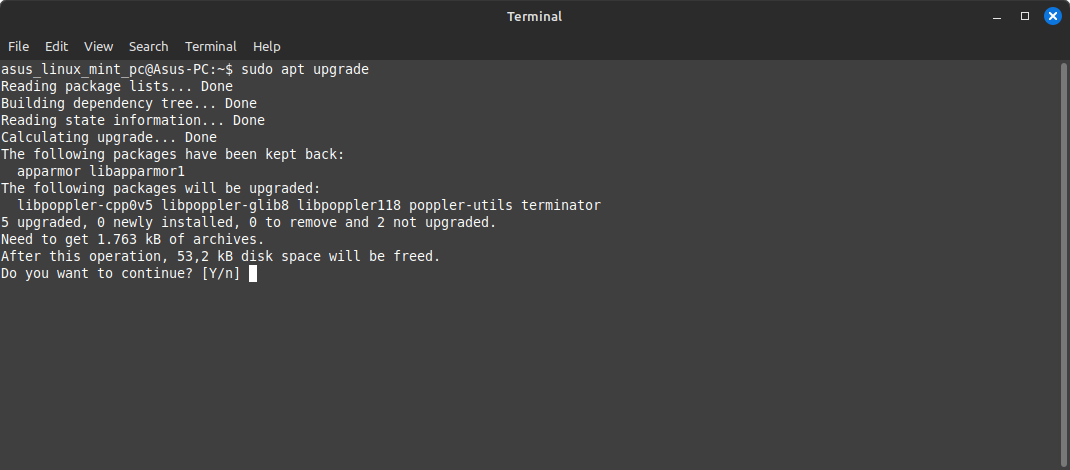 Terminal
File Edit View Search Terminal Help
asus_linux_mint_pc@Asus-PC:~$ sudo apt upgrade
Reading package lists... Done
Building dependency tree... Done
Reading state information... Done
Calculating upgrade... Done
The following packages have been kept back:
  apparmor libapparmor1
The following packages will be upgraded:
  libpoppler-cpp0v5 libpoppler-glib8 libpoppler118 poppler-utils terminator
5 upgraded, 0 newly installed, 0 to remove and 2 not upgraded.
Need to get 1.763 kB of archives.
After this operation, 53,2 kB disk space will be freed.
Do you want to continue? [Y/n]